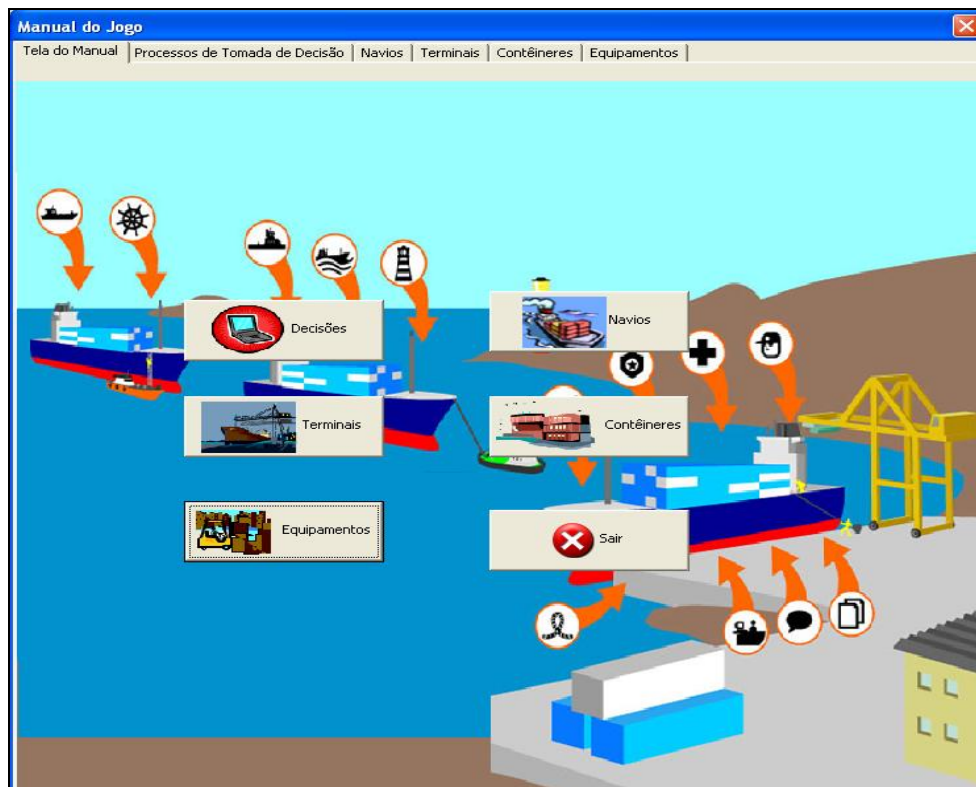 Manual do Jogo
Tela do Manual
Processos de Tomada de Decisão
Navios
Terminais
Contêineres
Equipamentos
Decisões
Navios
Terminais
Contêineres
Equipamentos
Sair